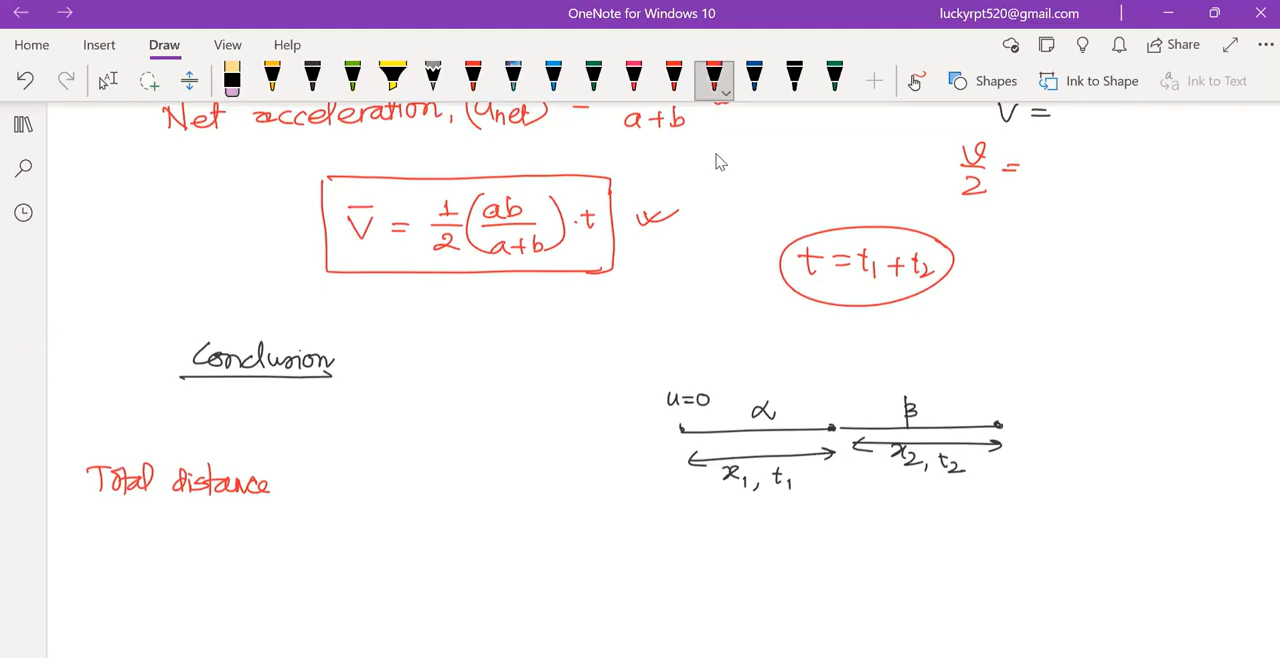 OneNote for Windows 10
luckyrpt520@gmail.com
Home Insert Draw View Help
Share
Shapes Ink to Shape Ink to Text
Net acceleration, (anet) =
a+b
V =
V̅ = 1/2 (ab/a+b) · t
v/2 =
t = t₁ + t₂
Conclusion
u=0 α β
x₁, t₁ x₂, t₂
Total distance